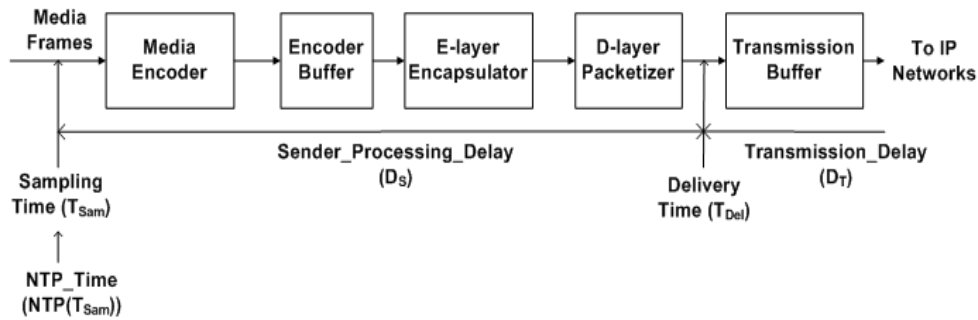 Media
Frames
Media
Encoder
Encoder
Buffer
E-layer
Encapsulator
D-layer
Packetizer
Transmission
Buffer
To IP
Networks
Sender_Processing_Delay
(DS)
Transmission_Delay
(DT)
Sampling
Time (TSam)
Delivery
Time (TDel)
NTP_Time
(NTP(TSam))